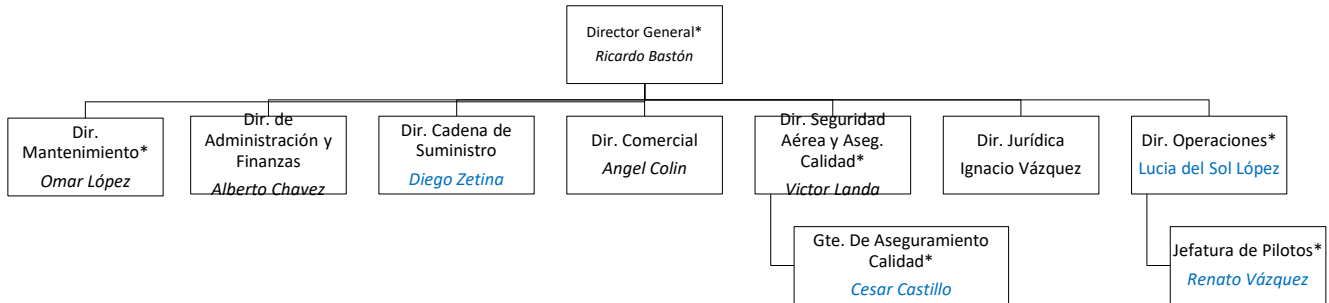 Director General*
Ricardo Bastón
Dir.
Mantenimiento*
Omar López
Dir. de
Administración y
Finanzas
Alberto Chavez
Dir. Cadena de
Suministro
Diego Zetina
Dir. Comercial
Angel Colin
Dir. Seguridad
Aérea y Aseg.
Calidad*
Victor Landa
Dir. Jurídica
Ignacio Vázquez
Dir. Operaciones*
Lucia del Sol López
Gte. De Aseguramiento
Calidad*
Cesar Castillo
Jefatura de Pilotos*
Renato Vázquez